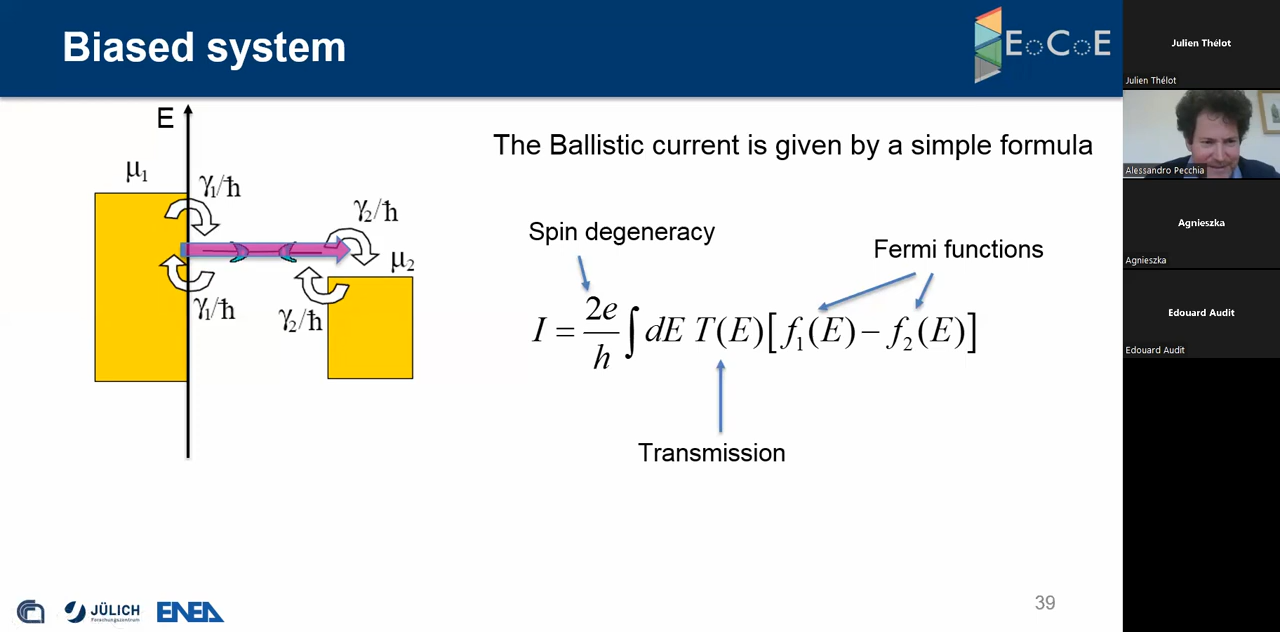 Biased system
EoCoE
E
The Ballistic current is given by a simple formula
μ1
γ1/ħ
γ2/ħ
μ2
γ1/ħ
γ2/ħ
Spin degeneracy
Fermi functions
I = 2e/h ∫ dE T(E)[f1(E) − f2(E)]
Transmission
JÜLICH
Forschungszentrum
ENEA
39
Julien Thélot
Julien Thélot
Alessandro Pecchia
Agnieszka
Agnieszka
Edouard Audit
Edouard Audit